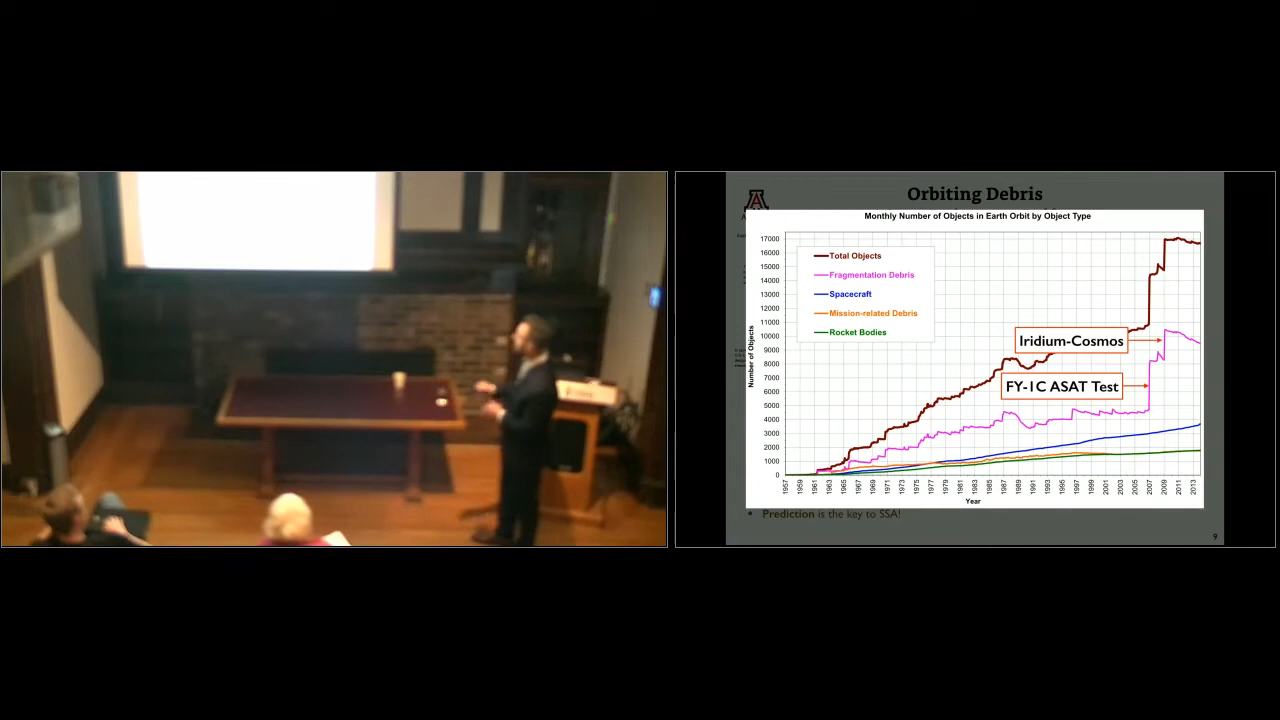 Orbiting Debris
Monthly Number of Objects in Earth Orbit by Object Type
Number of Objects
17000
16000
15000
14000
13000
12000
11000
10000
9000
8000
7000
6000
5000
4000
3000
2000
1000
0
Total Objects
Fragmentation Debris
Spacecraft
Mission-related Debris
Rocket Bodies
Iridium-Cosmos
FY-1C ASAT Test
1957 1959 1961 1963 1965 1967 1969 1971 1973 1975 1977 1979 1981 1983 1985 1987 1989 1991 1993 1995 1997 1999 2001 2003 2005 2007 2009 2011 2013
Year
• Prediction is the key to SSA!
9